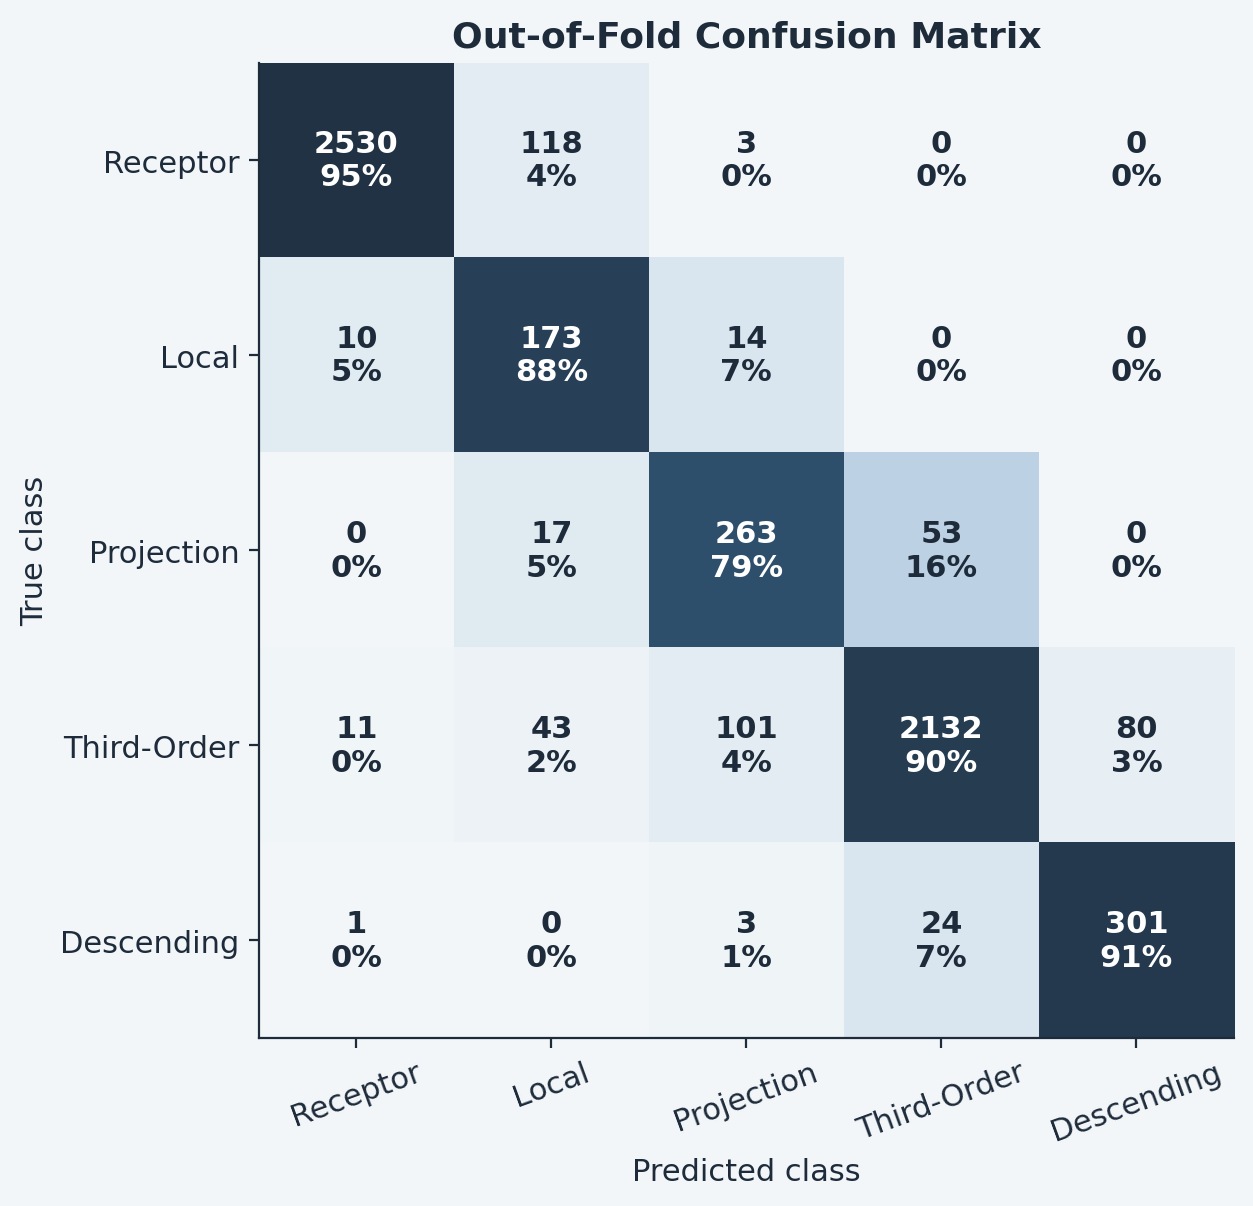 Out-of-Fold Confusion Matrix
True class
Receptor
2530 118 3 0 0
95% 4% 0% 0% 0%
Local
10 173 14 0 0
5% 88% 7% 0% 0%
Projection
0 17 263 53 0
0% 5% 79% 16% 0%
Third-Order
11 43 101 2132 80
0% 2% 4% 90% 3%
Descending
1 0 3 24 301
0% 0% 1% 7% 91%
Receptor Local Projection Third-Order Descending
Predicted class